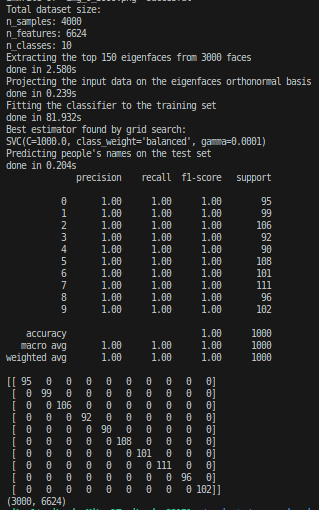 Total dataset size:
n_samples: 4000
n_features: 6624
n_classes: 10
Extracting the top 150 eigenfaces from 3000 faces
done in 2.580s
Projecting the input data on the eigenfaces orthonormal basis
done in 0.239s
Fitting the classifier to the training set
done in 81.932s
Best estimator found by grid search:
SVC(C=1000.0, class_weight='balanced', gamma=0.0001)
Predicting people's names on the test set
done in 0.204s
precision recall f1-score support
0 1.00 1.00 1.00 95
1 1.00 1.00 1.00 99
2 1.00 1.00 1.00 106
3 1.00 1.00 1.00 92
4 1.00 1.00 1.00 90
5 1.00 1.00 1.00 108
6 1.00 1.00 1.00 101
7 1.00 1.00 1.00 111
8 1.00 1.00 1.00 96
9 1.00 1.00 1.00 102
accuracy 1.00 1000
macro avg 1.00 1.00 1.00 1000
weighted avg 1.00 1.00 1.00 1000
[[ 95 0 0 0 0 0 0 0 0 0]
[ 0 99 0 0 0 0 0 0 0 0]
[ 0 0 106 0 0 0 0 0 0 0]
[ 0 0 0 92 0 0 0 0 0 0]
[ 0 0 0 0 90 0 0 0 0 0]
[ 0 0 0 0 0 108 0 0 0 0]
[ 0 0 0 0 0 0 101 0 0 0]
[ 0 0 0 0 0 0 0 111 0 0]
[ 0 0 0 0 0 0 0 0 96 0]
[ 0 0 0 0 0 0 0 0 0 102]]
(3000, 6624)